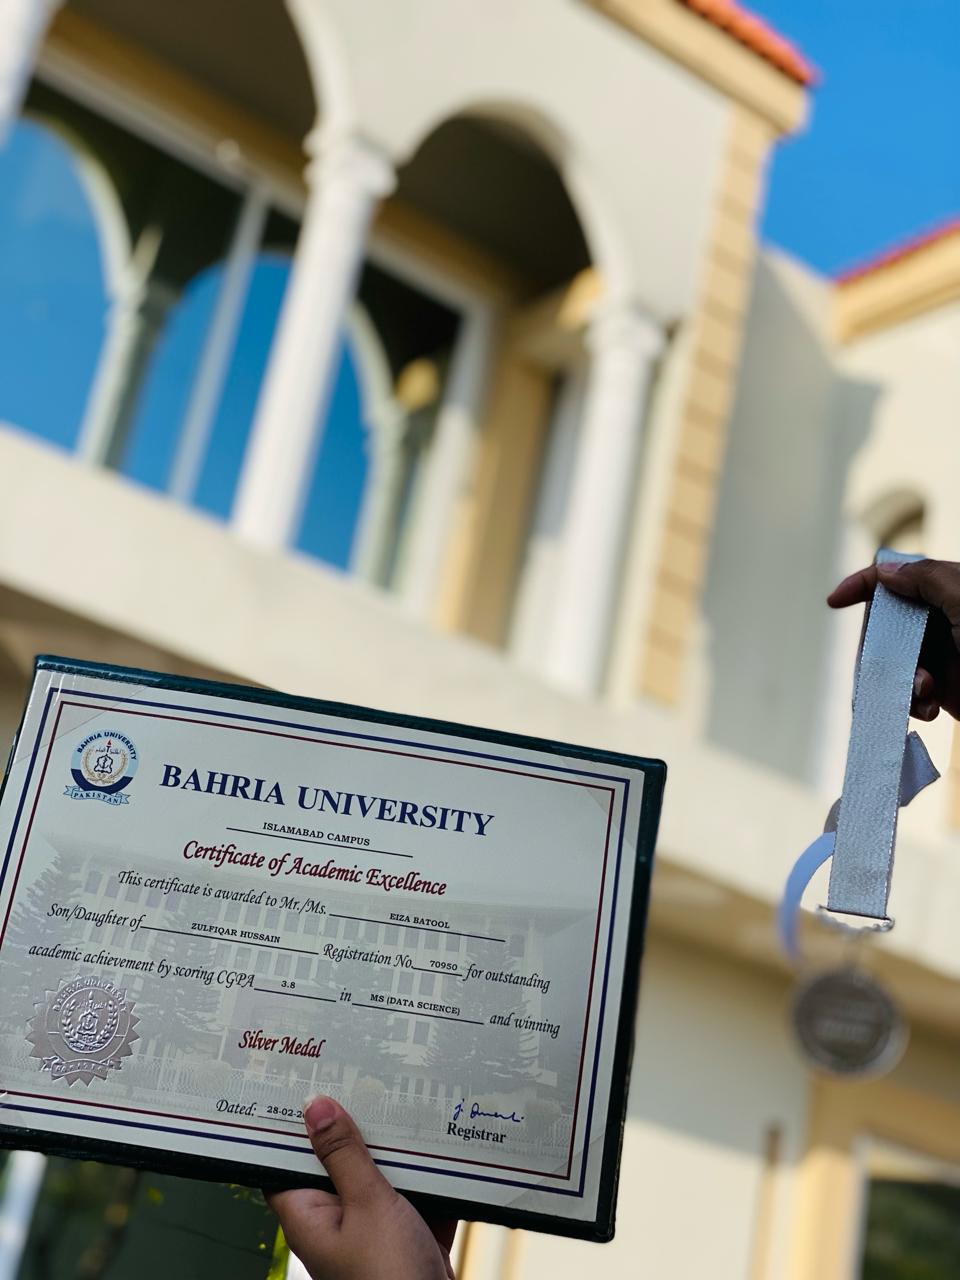 BAHRIA UNIVERSITY
PAKISTAN
BAHRIA UNIVERSITY
ISLAMABAD CAMPUS
Certificate of Academic Excellence
This certificate is awarded to Mr./Ms. EIZA BATOOL
Son/Daughter of ZULFIQAR HUSSAIN Registration No. 70950 for outstanding
academic achievement by scoring CGPA 3.8 in MS (DATA SCIENCE) and winning
Silver Medal
BAHRIA UNIVERSITY
Dated: 28-02-
Registrar